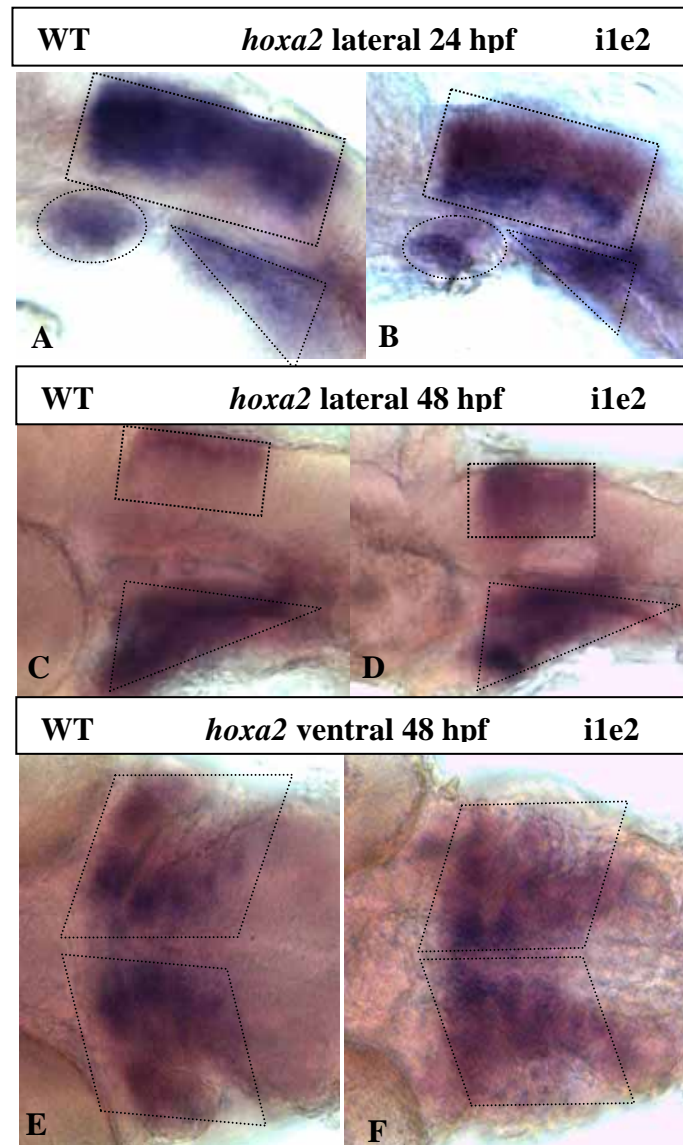 WT hoxa2 lateral 24 hpf i1e2
A B
WT hoxa2 lateral 48 hpf i1e2
C D
WT hoxa2 ventral 48 hpf i1e2
E F